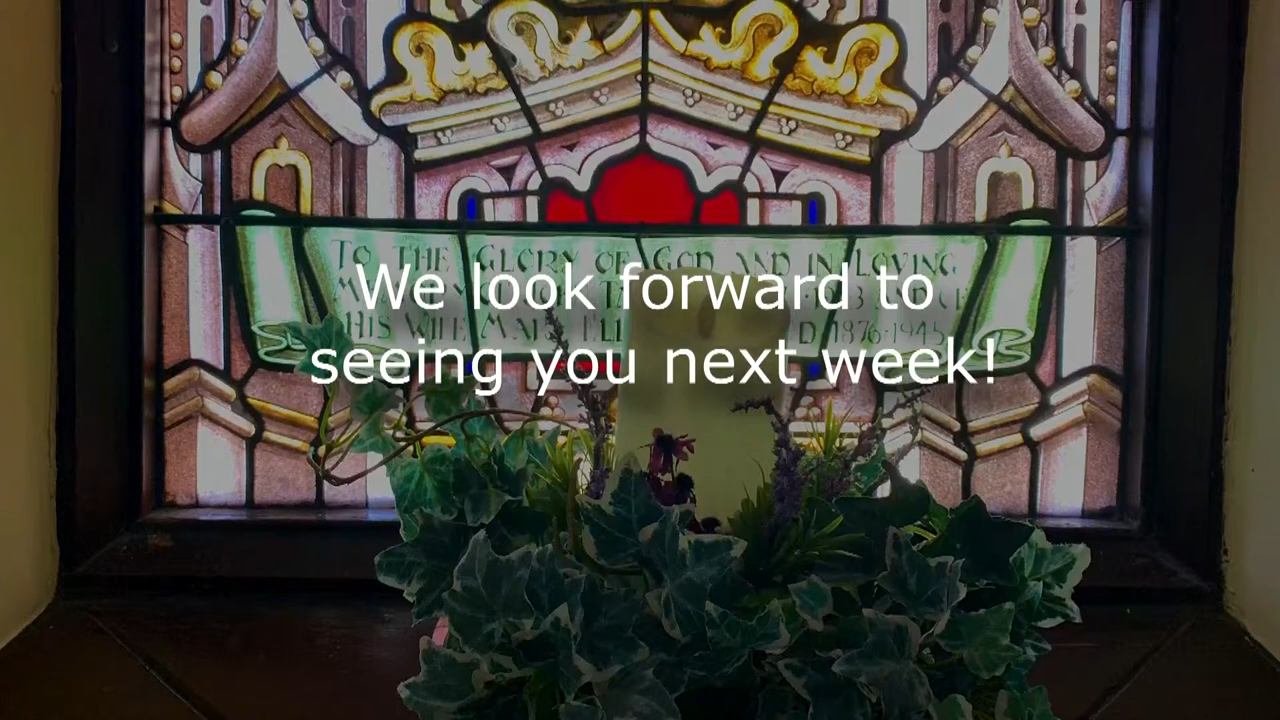 TO THE GLORY OF GOD AND IN LOVING
We look forward to
HIS WIFE 1876-1945
seeing you next week!